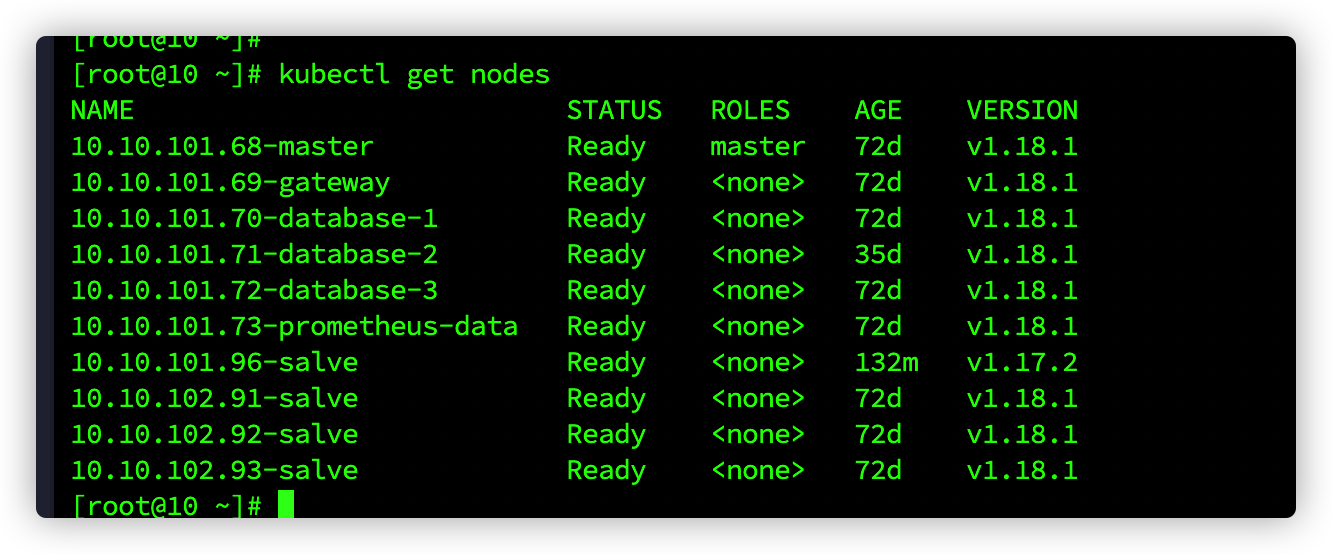 [root@10 ~]#
[root@10 ~]# kubectl get nodes
NAME                           STATUS   ROLES    AGE    VERSION
10.10.101.68-master            Ready    master   72d    v1.18.1
10.10.101.69-gateway           Ready    <none>   72d    v1.18.1
10.10.101.70-database-1        Ready    <none>   72d    v1.18.1
10.10.101.71-database-2        Ready    <none>   35d    v1.18.1
10.10.101.72-database-3        Ready    <none>   72d    v1.18.1
10.10.101.73-prometheus-data   Ready    <none>   72d    v1.18.1
10.10.101.96-salve             Ready    <none>   132m   v1.17.2
10.10.102.91-salve             Ready    <none>   72d    v1.18.1
10.10.102.92-salve             Ready    <none>   72d    v1.18.1
10.10.102.93-salve             Ready    <none>   72d    v1.18.1
[root@10 ~]#